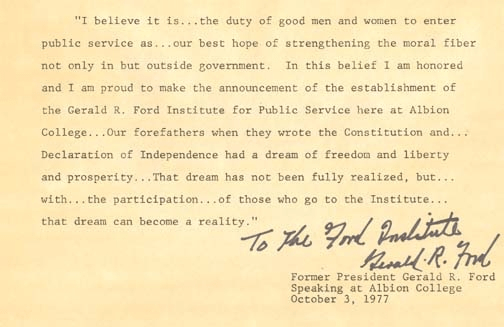 "I believe it is...the duty of good men and women to enter
public service as...our best hope of strengthening the moral fiber
not only in but outside government. In this belief I am honored
and I am proud to make the announcement of the establishment of
the Gerald R. Ford Institute for Public Service here at Albion
College...Our forefathers when they wrote the Constitution and...
Declaration of Independence had a dream of freedom and liberty
and prosperity...That dream has not been fully realized, but...
with...the participation...of those who go to the Institute...
that dream can become a reality."
To the Ford Institute
Gerald. R. Ford
Former President Gerald R. Ford
Speaking at Albion College
October 3, 1977